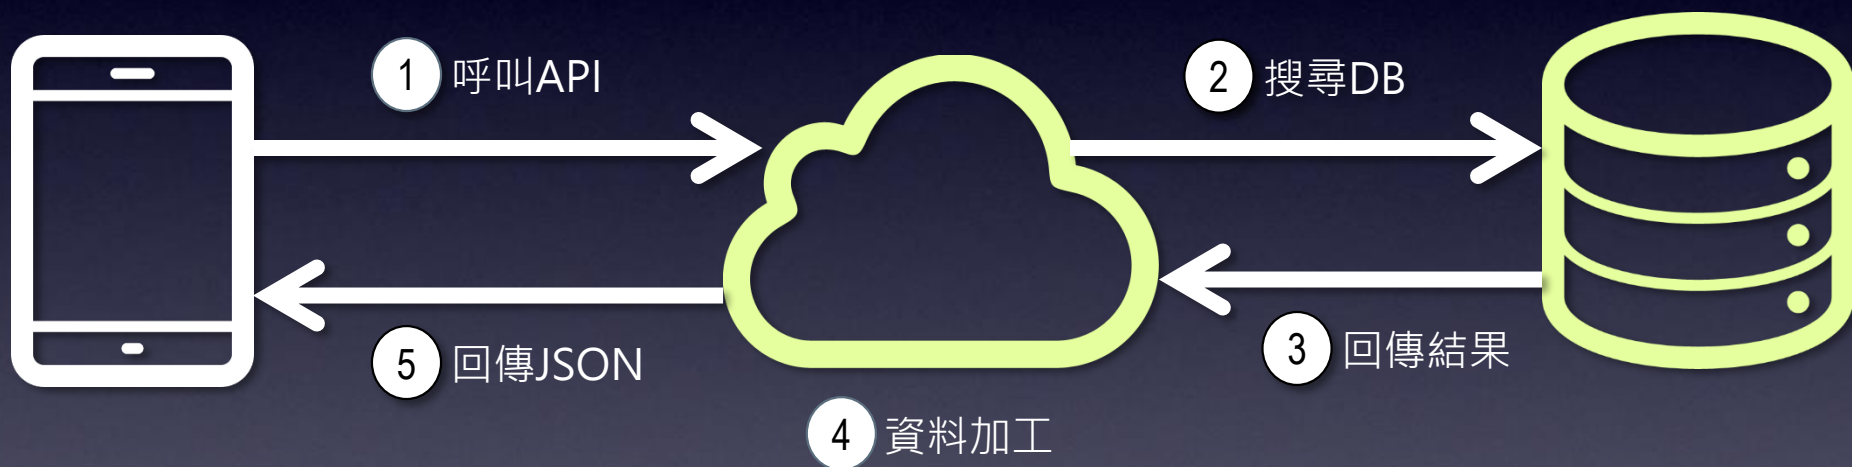 1 呼叫API
2 搜尋DB
3 回傳結果
5 回傳JSON
4 資料加工